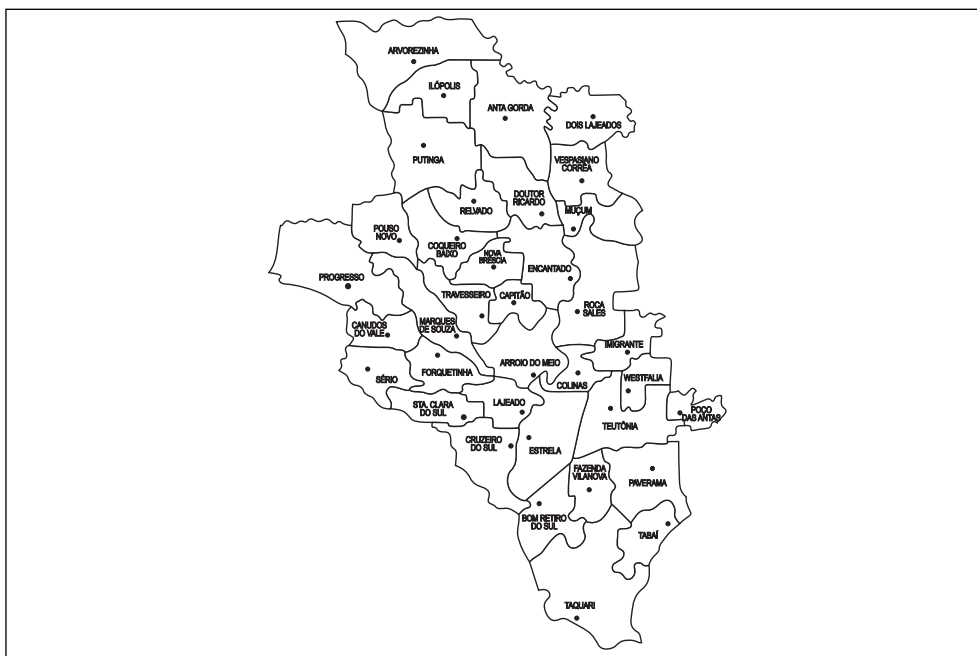 ARVOREZINHA
ILÓPOLIS
ANTA GORDA
DOIS LAJEADOS
PUTINGA
VESPASIANO
CORRÊA
DOUTOR
RICARDO
RELVADO
MUÇUM
POUSO
NOVO
COQUEIRO
BAIXO
NOVA
BRÉSCIA
ENCANTADO
PROGRESSO
TRAVESSEIRO
CAPITÃO
ROCA
SALES
MARQUES
DE SOUZA
CANUDOS
DO VALE
IMIGRANTE
ARROIO DO MEIO
FORQUETINHA
SÉRIO
COLINAS
WESTFALIA
STA. CLARA
DO SUL
LAJEADO
POÇO
DAS ANTAS
TEUTÔNIA
CRUZEIRO
DO SUL
ESTRELA
FAZENDA
VILANOVA
PAVERAMA
BOM RETIRO
DO SUL
TABAÍ
TAQUARI